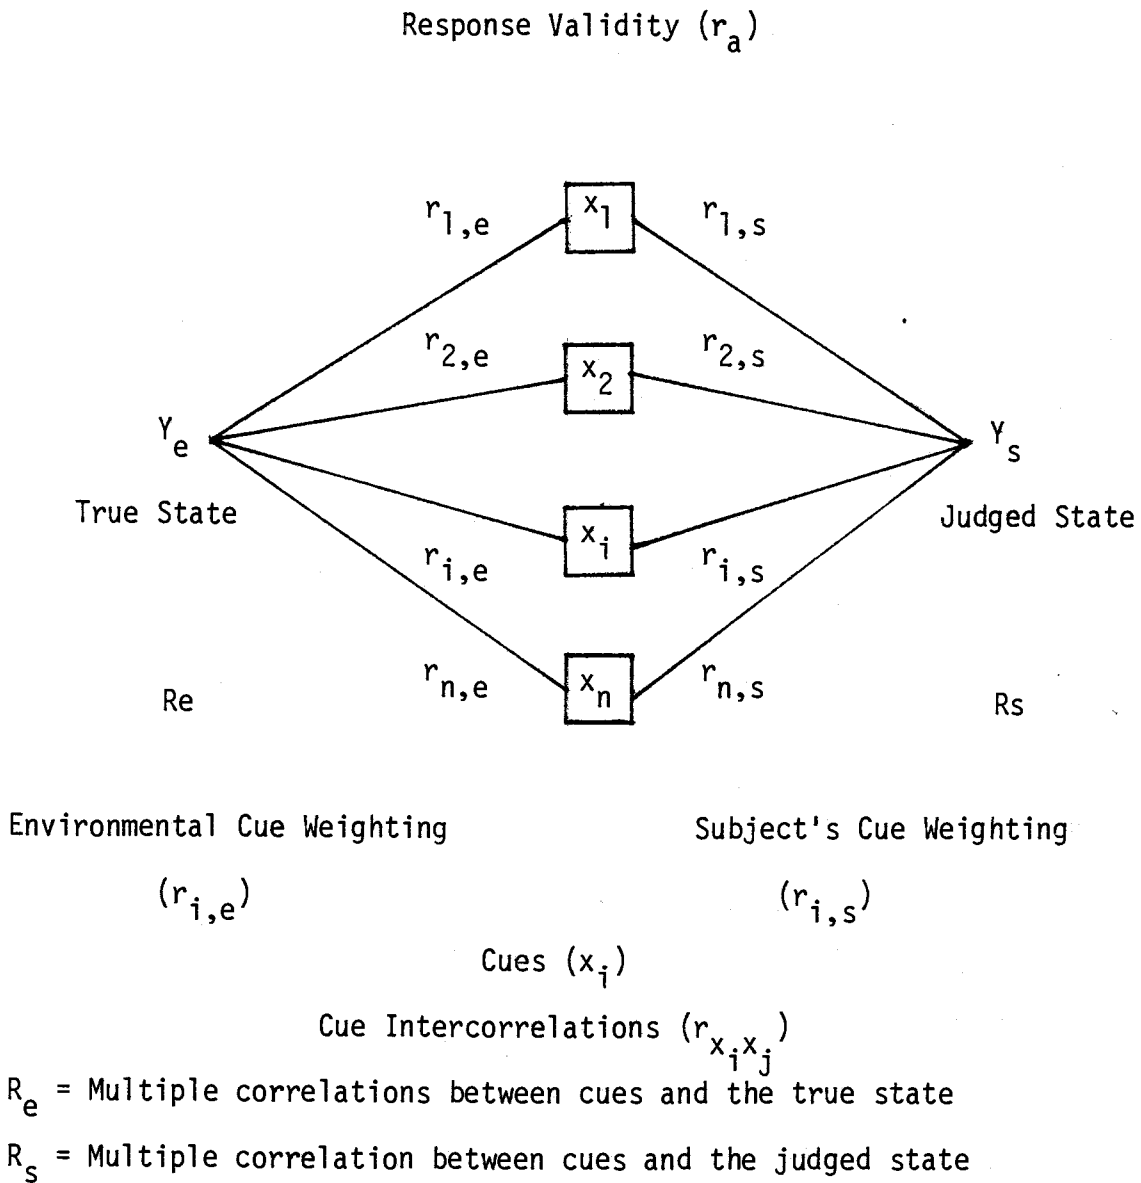 Response Validity (r_a)
r_1,e x_1 r_1,s
r_2,e x_2 r_2,s
Y_e Y_s
True State Judged State
x_i
r_i,e r_i,s
r_n,e x_n r_n,s
Re Rs
Environmental Cue Weighting Subject's Cue Weighting
(r_i,e) (r_i,s)
Cues (x_i)
Cue Intercorrelations (r_x_i x_j)
R_e = Multiple correlations between cues and the true state
R_s = Multiple correlation between cues and the judged state